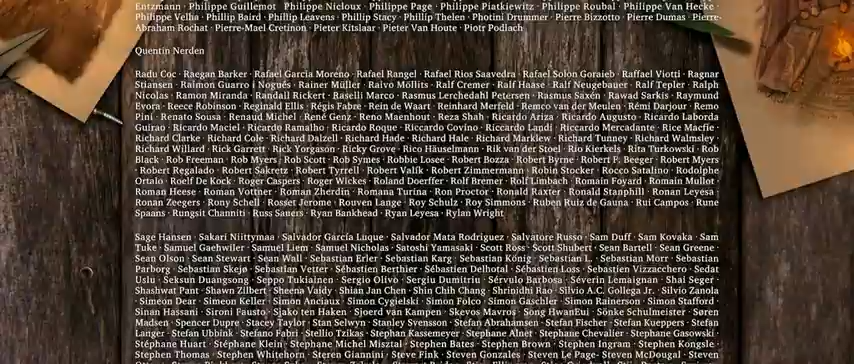 Entzmann · Philippe Guillemot · Philippe Nicloux · Philippe Page · Philippe Piatkiewitz · Philippe Roubal · Philippe Van Hecke ·
Philippe Velha · Phillip Baird · Phillip Leavens · Phillip Stacy · Phillip Thelen · Photini Drummer · Pierre Bizzotto · Pierre Dumas · Pierre-
Abraham Rochat · Pierre-Mael Cretinon · Pieter Kitslaar · Pieter Van Houte · Piotr Podlach
Quentin Nerden
Radu Coc · Raegan Barker · Rafael Garcia Moreno · Rafael Rangel · Rafael Rios Saavedra · Rafael Solon Goraieb · Raffael Viotti · Ragnar
Stiansen · Raimon Guarro i Nogués · Rainer Müller · Raivo Mõllits · Ralf Cremer · Ralf Haase · Ralf Neugebauer · Ralf Tepler · Ralph
Nicolas · Ramon Miranda · Randall Rickert · Raselli Marco · Rasmus Lerchedahl Petersen · Rasmus Saxén · Rawad Sarkis · Raymund
Evora · Reece Robinson · Reginald Ellis · Régis Fabre · Rein de Waart · Reinhard Merfeld · Remco van der Meulen · Rémi Darjour · Remo
Pini · Renato Sousa · Renaud Michel · René Genz · Reno Maenhout · Reza Shah · Ricardo Ariza · Ricardo Augusto · Ricardo Laborda
Guirao · Ricardo Maciel · Ricardo Ramalho · Ricardo Roque · Riccardo Covino · Riccardo Landi · Riccardo Mercadante · Rice Macfie ·
Richard Clarke · Richard Cole · Richard Dalzell · Richard Hade · Richard Hale · Richard Marklew · Richard Tunney · Richard Walmsley ·
Richard Willard · Rick Garrett · Rick Yorgason · Ricky Grove · Rico Häuselmann · Rik van der Stoel · Rio Kierkels · Rita Turkowski · Rob
Black · Rob Freeman · Rob Myers · Rob Scott · Rob Symes · Robbie Losee · Robert Bozza · Robert Byrne · Robert F. Beeger · Robert Myers
· Robert Regalado · Robert Sakretz · Robert Tyrrell · Robert Valík · Robert Zimmermann · Robin Stocker · Rocco Satalino · Rodolphe
Ortalo · Roelf De Kock · Roger Caspers · Roger Wickes · Roland Doerffer · Rolf Bremer · Rolf Limbach · Romain Foyard · Romain Mullot ·
Roman Heese · Roman Vottner · Roman Zherdin · Romana Turina · Ron Proctor · Ronald Raxter · Ronald Stanphill · Ronan Leyesa ·
Ronan Zeegers · Rony Schell · Rosset Jerome · Rouven Lange · Roy Schulz · Roy Simmons · Ruben Ruiz de Gauna · Rui Campos · Rune
Spaans · Rungsit Channiti · Russ Sauers · Ryan Bankhead · Ryan Leyesa · Rylan Wright
Sage Hansen · Sakari Niittymaa · Salvador García Luque · Salvador Mata Rodriguez · Salvatore Russo · Sam Duff · Sam Kovaka · Sam
Tuke · Samuel Gaehwiler · Samuel Liem · Samuel Nicholas · Satoshi Yamasaki · Scott Ross · Scott Shubert · Sean Bartell · Sean Greene ·
Sean Olson · Sean Stewart · Sean Wall · Sebastian Erler · Sebastian Karg · Sebastian König · Sebastian L. · Sebastian Mörr · Sebastian
Parborg · Sebastian Skejø · Sebastian Vetter · Sébastien Berthier · Sébastien Delhotal · Sébastien Loss · Sebastien Vizzacchero · Sedat
Uslu · Seksun Duangsong · Seppo Tukiainen · Sergio Olivò · Sergiu Dumitriu · Sérvulo Barbosa · Séverin Lemaignan · Shai Seger ·
Shashwat Pant · Shawn Zilbert · Sheena Vaidy · Shian Jan Chen · Shin Chih Chang · Shrinidhi Rao · Silvio A.C. Gollega Jr. · Silvio Zanola
· Simeon Dear · Simeon Keller · Simon Anciaux · Simon Cygielski · Simon Folco · Simon Gaschler · Simon Rainerson · Simon Stafford ·
Sinan Hassani · Sironi Fausto · Sjako ten Haken · Sjoerd van Kampen · Skevos Mavros · Song HwanEui · Sönke Schulmeister · Søren
Madsen · Spencer Dupre · Stacey Taylor · Stan Selwyn · Stanley Svensson · Stefan Abrahamsen · Stefan Fischer · Stefan Kueppers · Stefan
Langer · Stefan Ubbink · Stefano Fabri · Stellio Tzikas · Stephan Kassemeyer · Stephane Alnet · Stephane Chevalier · Stephane Gasowski ·
Stéphane Huart · Stéphane Klein · Stephane Michel Misztal · Stephen Bates · Stephen Brown · Stephen Ingram · Stephen Kongsle ·
Stephen Thomas · Stephen Whitehorn · Steren Giannini · Steve Fink · Steven Gonzales · Steven Le Page · Steven McDougall · Steven